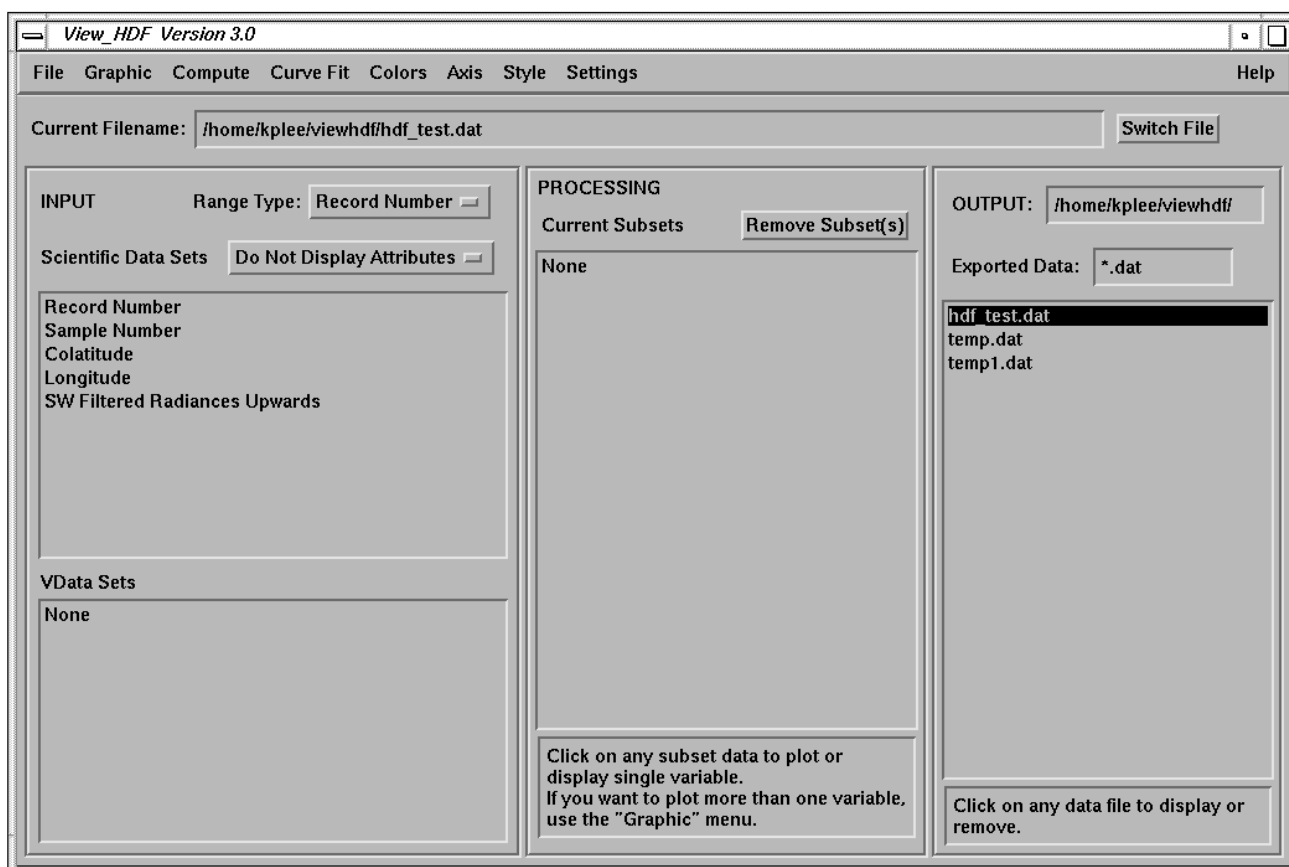 View_HDF Version 3.0
File Graphic Compute Curve Fit Colors Axis Style Settings Help
Current Filename: /home/kplee/viewhdf/hdf_test.dat Switch File
INPUT Range Type: Record Number
Scientific Data Sets Do Not Display Attributes
Record Number
Sample Number
Colatitude
Longitude
SW Filtered Radiances Upwards
VData Sets
None
PROCESSING
Current Subsets Remove Subset(s)
None
Click on any subset data to plot or
display single variable.
If you want to plot more than one variable,
use the "Graphic" menu.
OUTPUT: /home/kplee/viewhdf/
Exported Data: *.dat
hdf_test.dat
temp.dat
temp1.dat
Click on any data file to display or
remove.